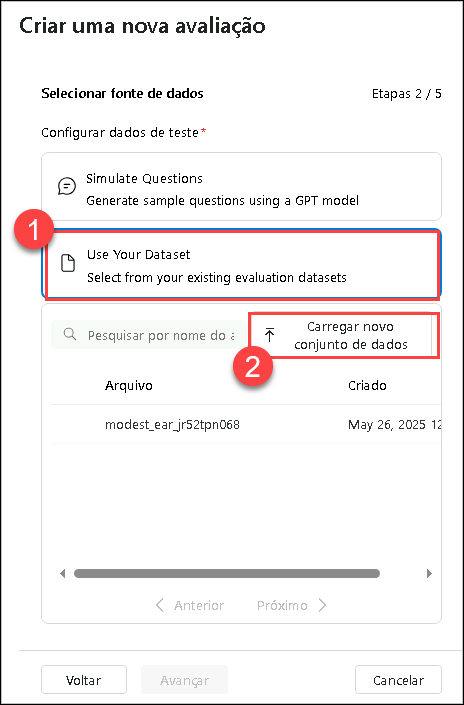 Criar uma nova avaliação
Selecionar fonte de dados
Etapas 2 / 5
Configurar dados de teste*
Simulate Questions
Generate sample questions using a GPT model
1
Use Your Dataset
Select from your existing evaluation datasets
Pesquisar por nome do a
Carregar novo
conjunto de dados
2
Arquivo
Criado
modest_ear_jr52tpn068
May 26, 2025 12
Anterior
Próximo
Voltar
Avançar
Cancelar